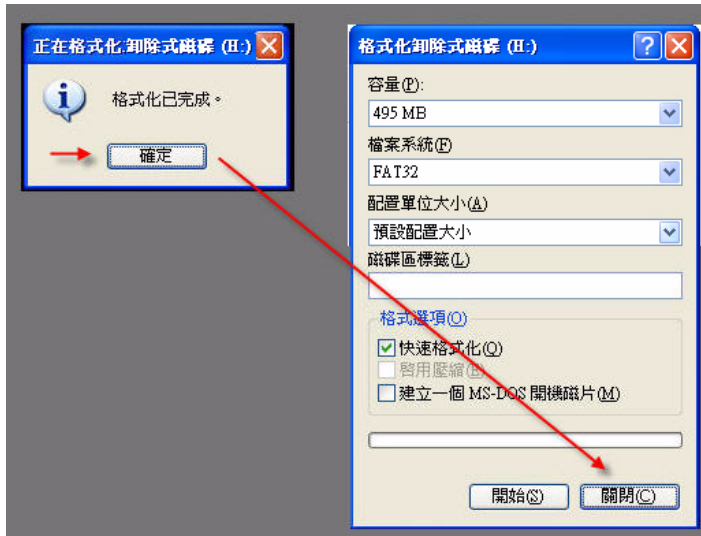 正在格式化:卸除式磁碟 (H:)
格式化已完成。
確定
格式化卸除式磁碟 (H:)
容量(P):
495 MB
檔案系統(F)
FAT32
配置單位大小(A)
預設配置大小
磁碟區標籤(L)
格式選項(O)
快速格式化(Q)
啓用壓縮(E)
建立一個 MS-DOS 開機磁片(M)
開始(S)
關閉(C)